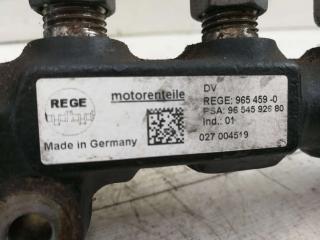 REGE
motorenteile
Made in Germany
DV
REGE: 965 459 -0
PSA: 96 545 926 80
Ind.: 01
027 004519